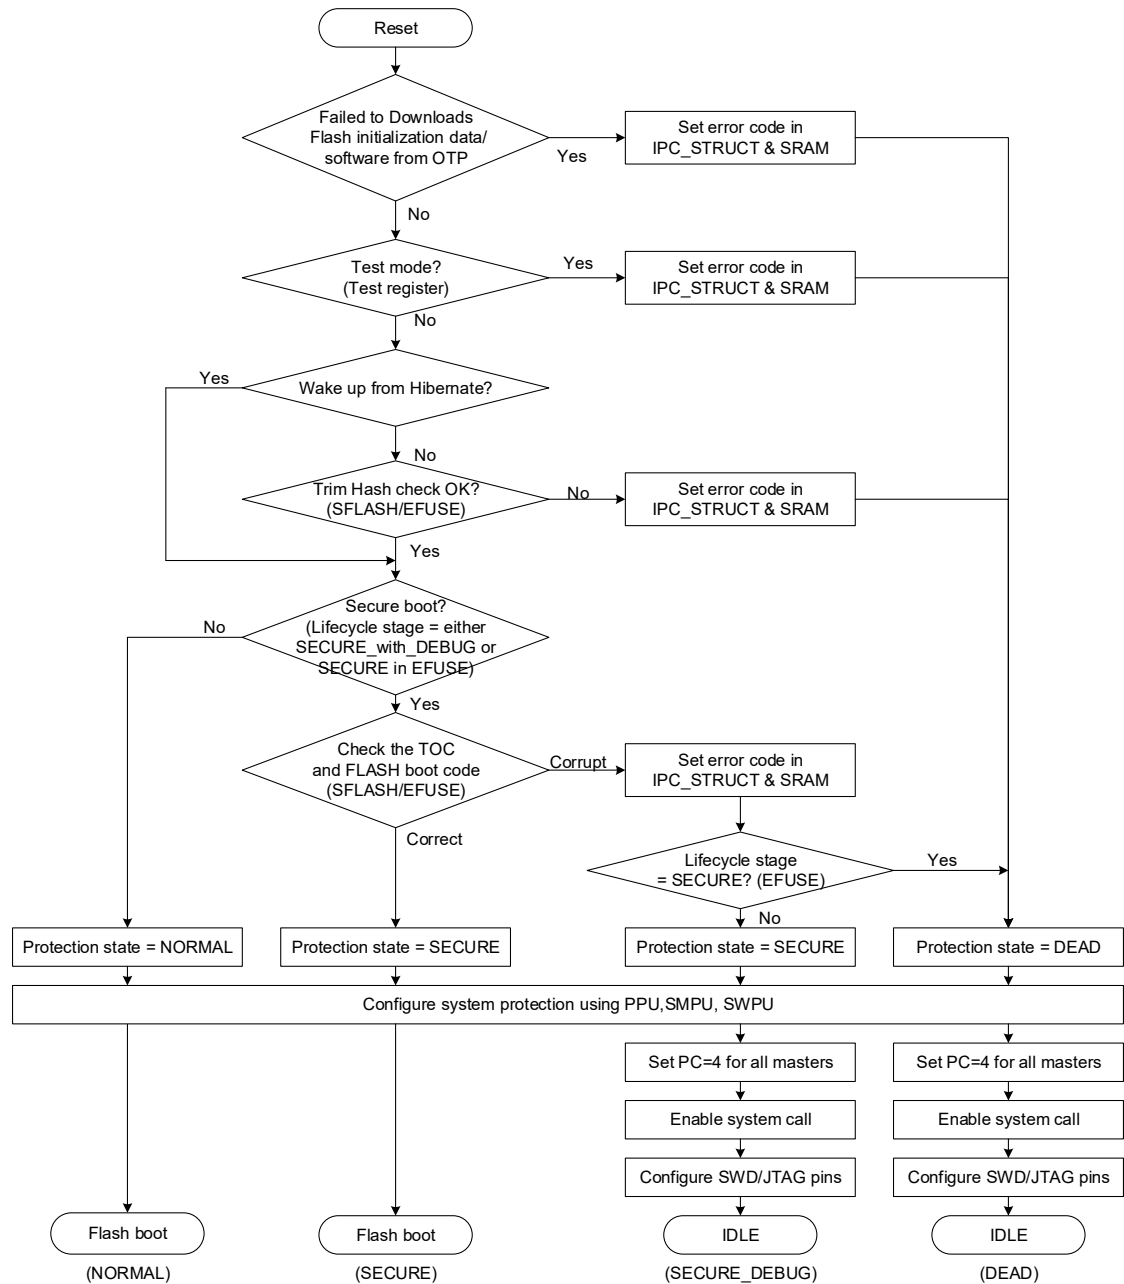 Reset
Failed to Downloads
Flash initialization data/
software from OTP
Yes
Set error code in
IPC_STRUCT & SRAM
No
Test mode?
(Test register)
Yes
Set error code in
IPC_STRUCT & SRAM
No
Yes
Wake up from Hibernate?
No
Trim Hash check OK?
(SFLASH/EFUSE)
No
Set error code in
IPC_STRUCT & SRAM
Yes
No
Secure boot?
(Lifecycle stage = either
SECURE_with_DEBUG or
SECURE in EFUSE)
Yes
Check the TOC
and FLASH boot code
(SFLASH/EFUSE)
Corrupt
Set error code in
IPC_STRUCT & SRAM
Correct
Lifecycle stage
= SECURE? (EFUSE)
Yes
No
Protection state = NORMAL
Protection state = SECURE
Protection state = SECURE
Protection state = DEAD
Configure system protection using PPU,SMPU, SWPU
Set PC=4 for all masters
Set PC=4 for all masters
Enable system call
Enable system call
Configure SWD/JTAG pins
Configure SWD/JTAG pins
Flash boot
Flash boot
IDLE
IDLE
(NORMAL)
(SECURE)
(SECURE_DEBUG)
(DEAD)